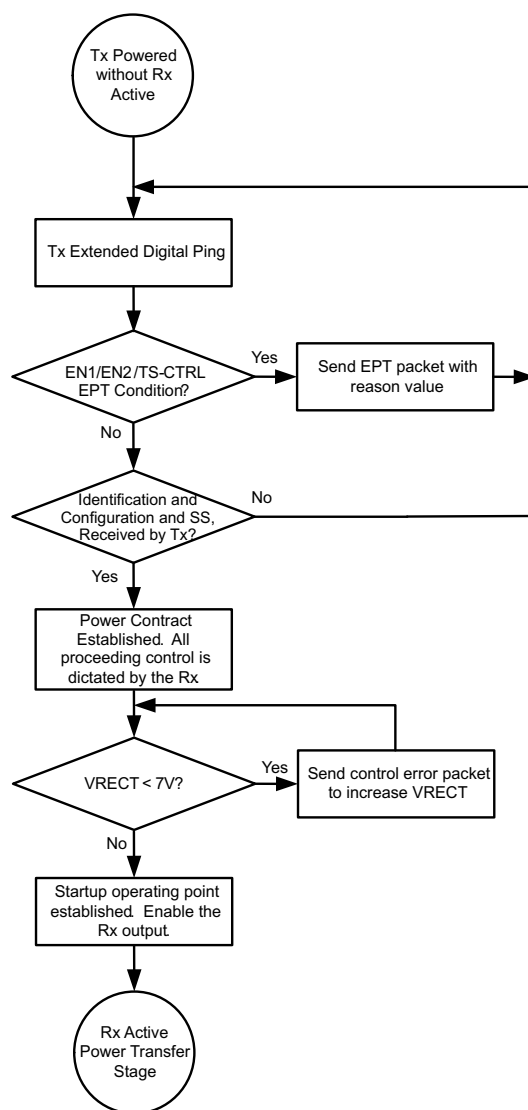 Tx Powered
without Rx
Active
Tx Extended Digital Ping
EN1/EN2/TS-CTRL
EPT Condition?
Yes
Send EPT packet with
reason value
No
Identification and
Configuration and SS,
Received by Tx?
No
Yes
Power Contract
Established. All
proceeding control is
dictated by the Rx
VRECT < 7V?
Yes
Send control error packet
to increase VRECT
No
Startup operating point
established. Enable the
Rx output.
Rx Active
Power Transfer
Stage